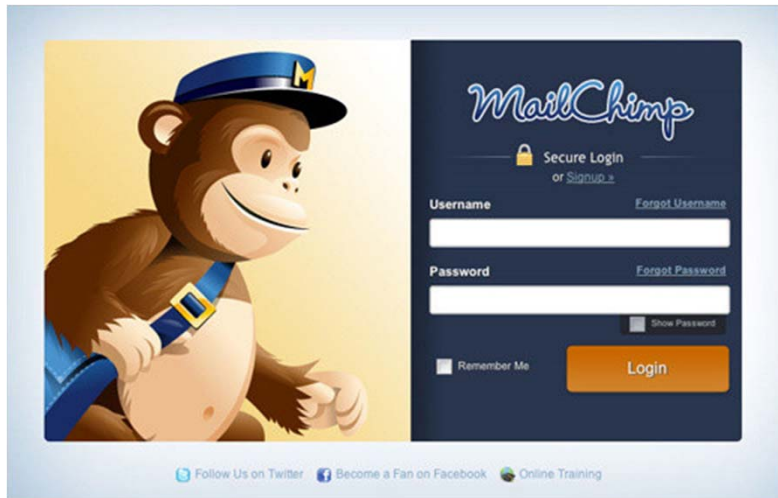 M
MailChimp
Secure Login
or Signup »
Username Forgot Username
Password Forgot Password
Show Password
Remember Me Login
Follow Us on Twitter Become a Fan on Facebook Online Training